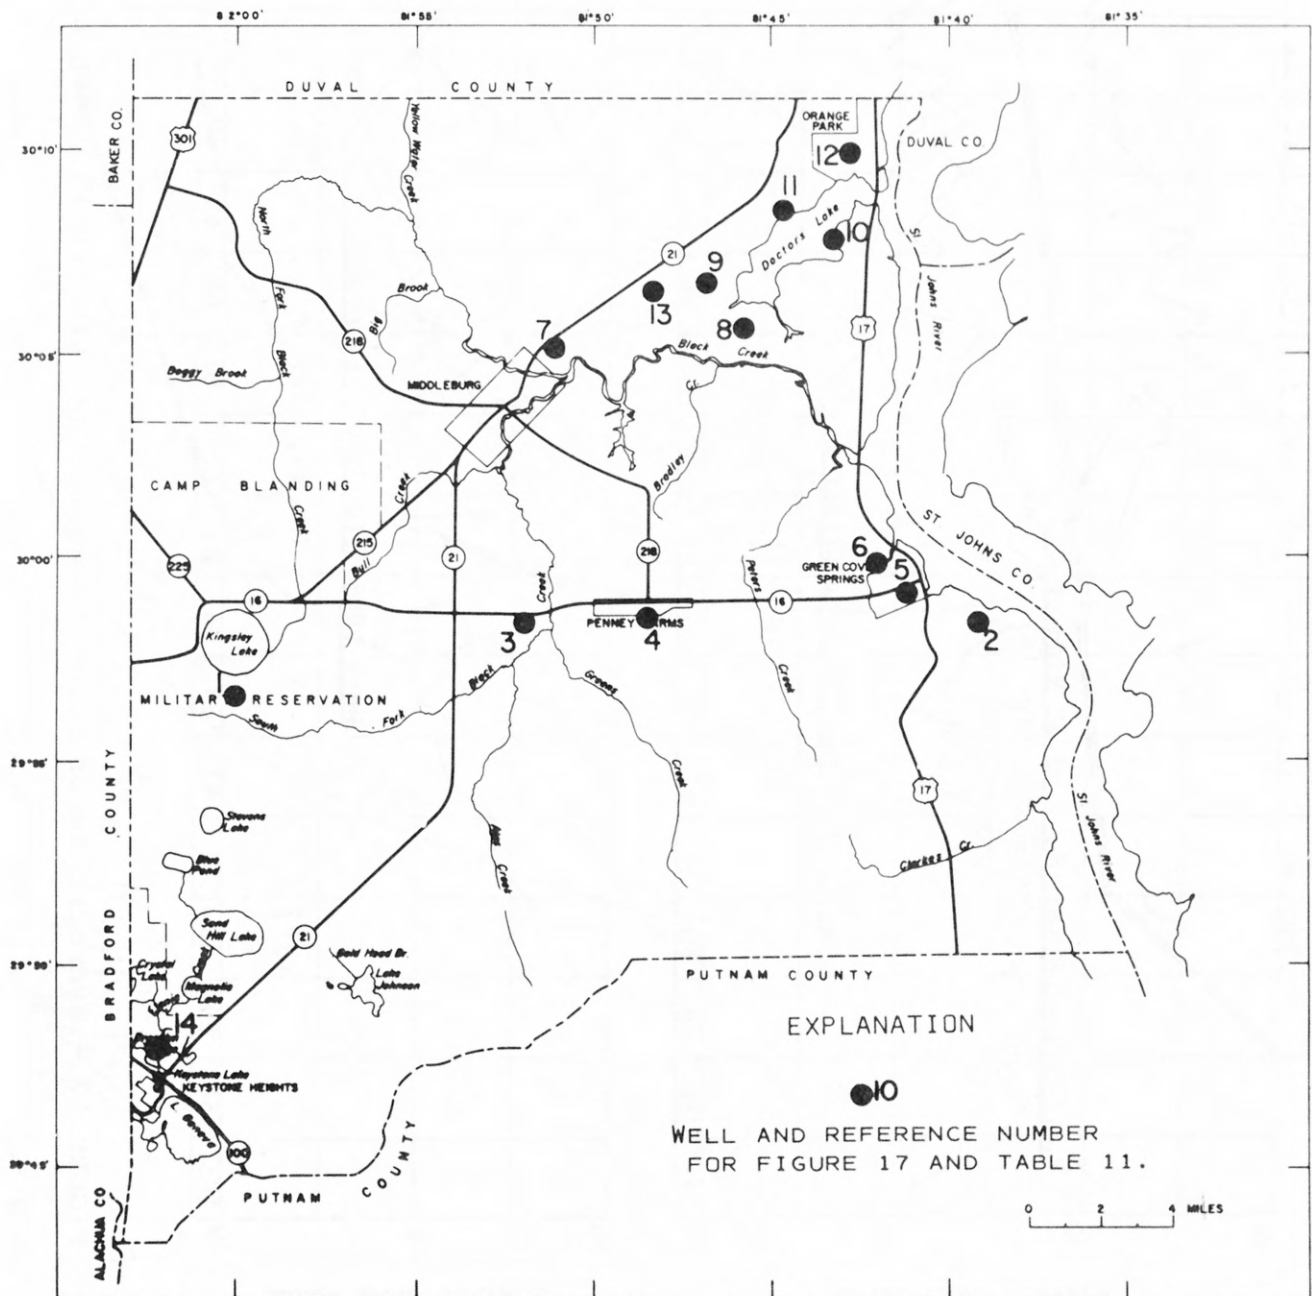 82°00' 81°55' 81°50' 81°45' 81°40' 81°35'
DUVAL COUNTY
BAKER CO.
301
30°10'
Yellow Water Creek
ORANGE PARK
12
DUVAL CO.
11
North Fork Black Creek
Doctors Lake
10
St. Johns River
21
9
13
8
17
Brook
Big
7
218
30°05'
Black Creek
Boggy Brook
MIDDLEBURG
Cr.
Bradley
CAMP BLANDING
Creek
215
Bull
225
21
218
30°00'
ST. JOHNS CO.
6
GREEN COV
SPRINGS
5
Peters
Creek
16
16
Creek
Kingsley Lake
3
PENNEY RMS
4
2
MILITAR RESERVATION
South Fork Black
Greens
Creek
29°55'
17
COUNTY
BRADFORD
Stevens Lake
Blue Pond
Ates Creek
Clarkes Cr.
St Johns River
Sand Hill Lake
21
Bald Head Br.
Lake Johnson
29°50'
Crystal Lake
Magnolia Lake
PUTNAM COUNTY
14
EXPLANATION
Keystone Lake
KEYSTONE HEIGHTS
L. Geneva
10
WELL AND REFERENCE NUMBER
FOR FIGURE 17 AND TABLE 11.
100
29°45'
PUTNAM COUNTY
ALACHUA CO
0 2 4 MILES